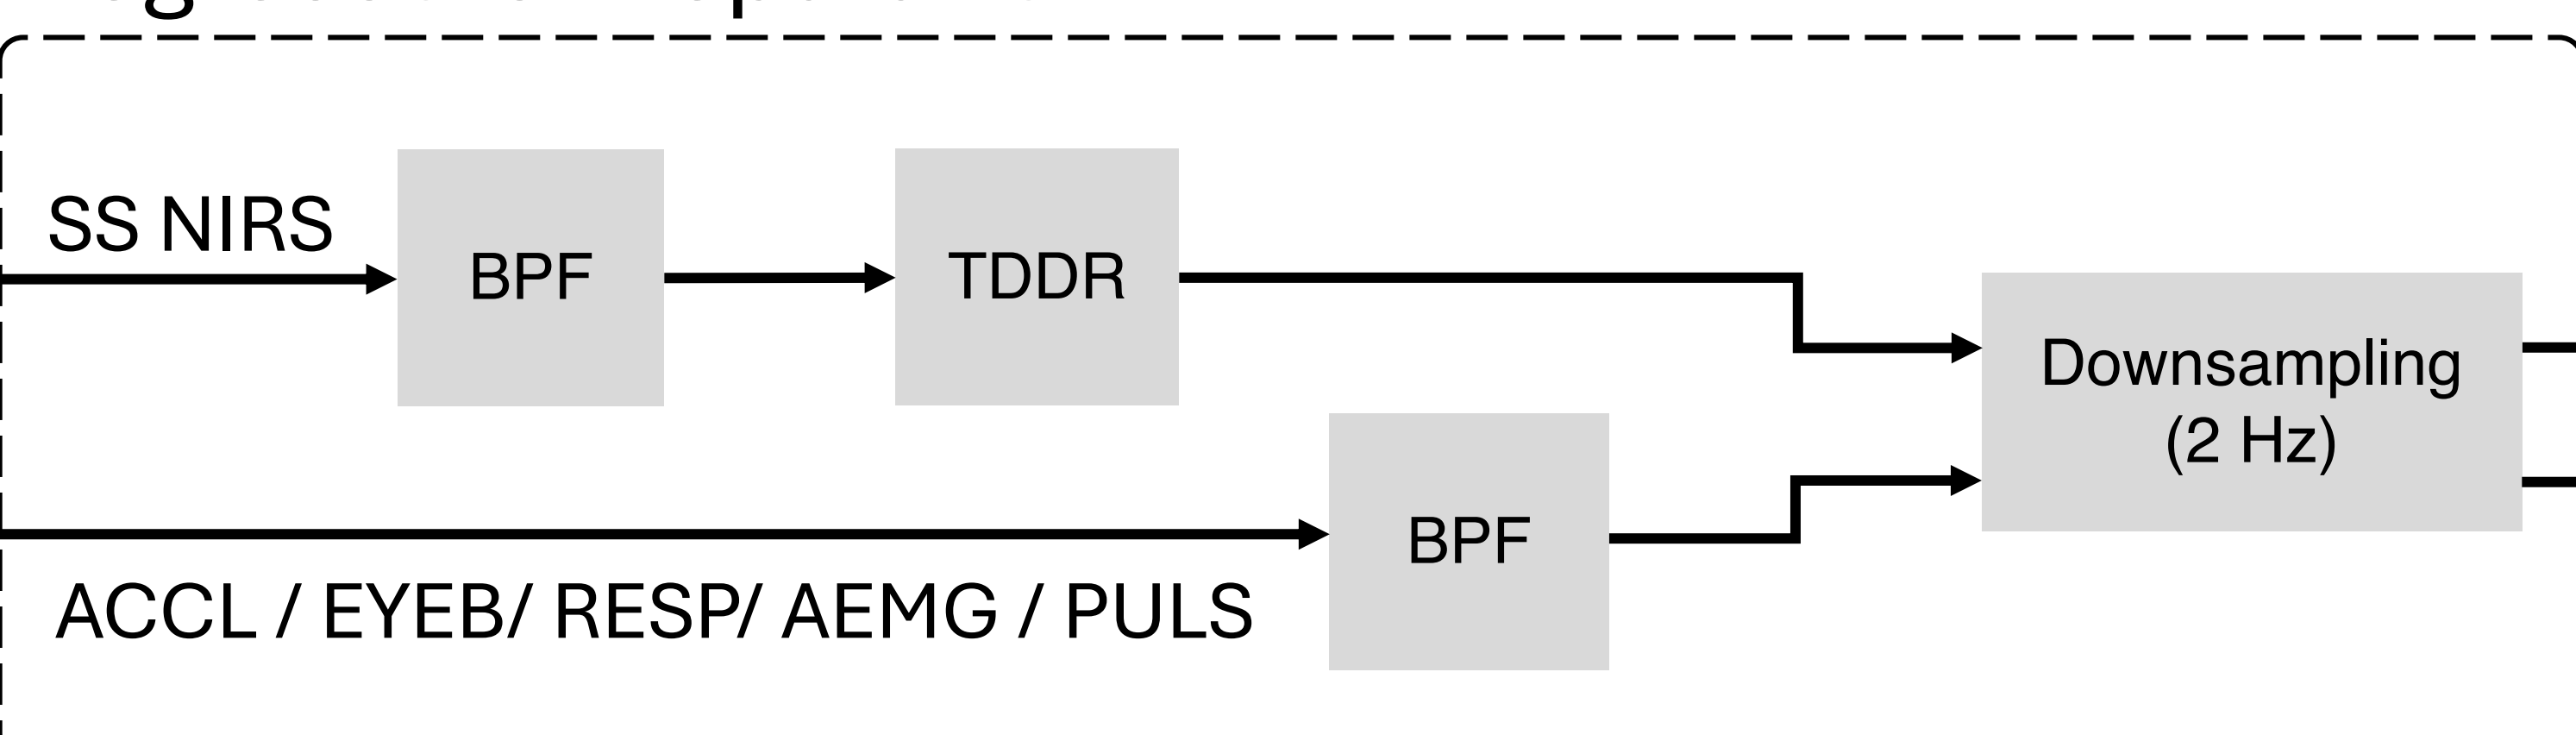 SS NIRS
BPF
TDDR
Downsampling
(2 Hz)
BPF
ACCL / EYEB/ RESP/ AEMG / PULS